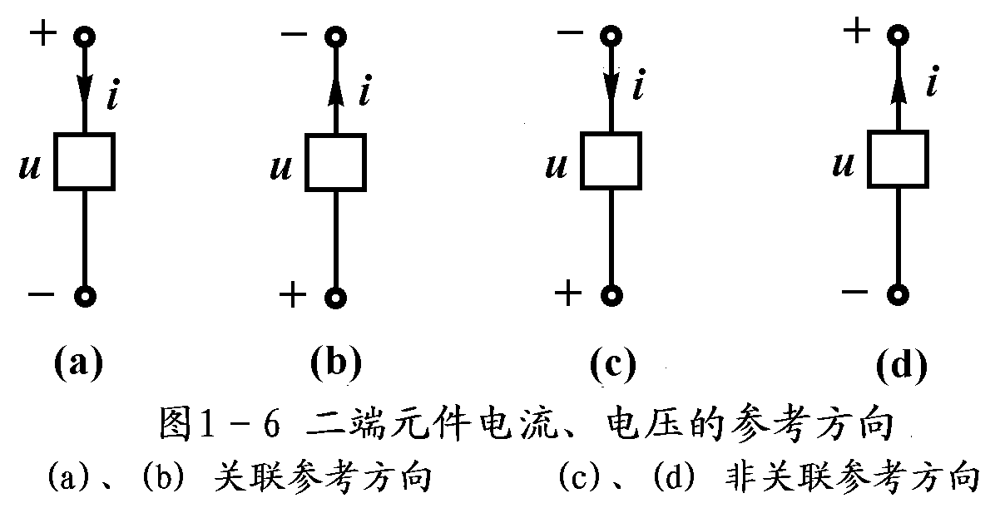 + − − +
i i i i
u u u u
− + + −
(a) (b) (c) (d)
图1－6 二端元件电流、电压的参考方向
(a)、(b) 关联参考方向 (c)、(d) 非关联参考方向